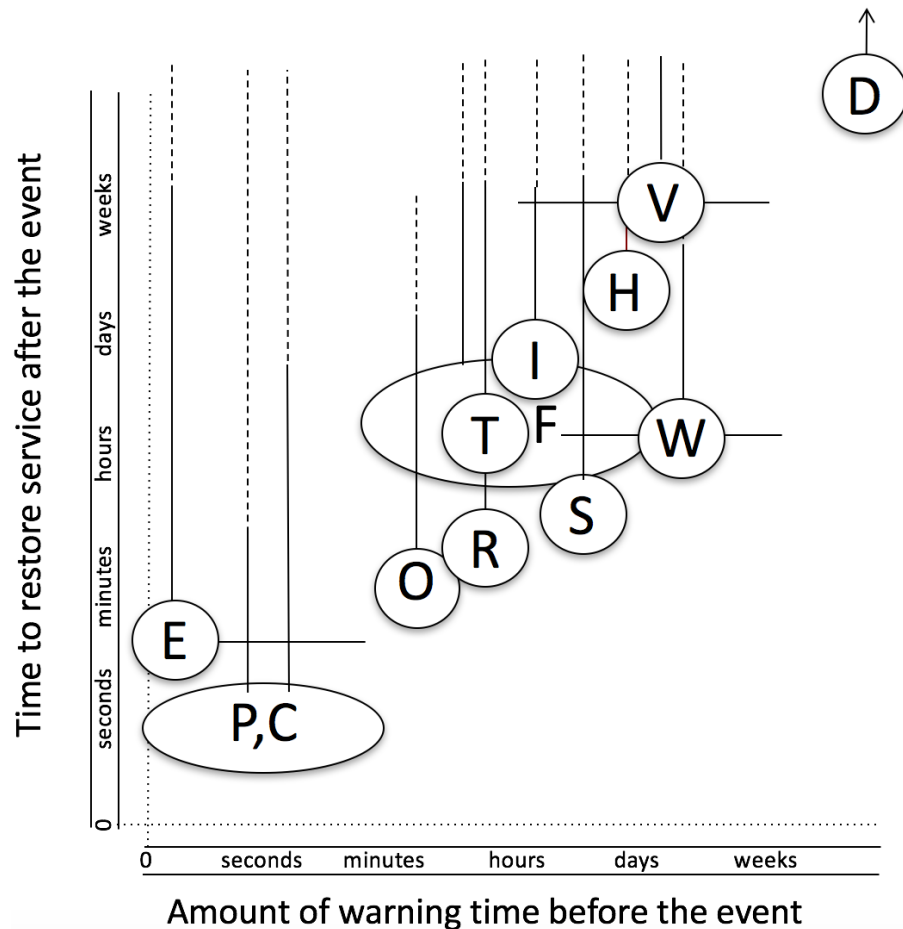 D
Time to restore service after the event
weeks
days
hours
minutes
seconds
0
V
H
I
T
F
W
S
R
O
E
P,C
0 seconds minutes hours days weeks
Amount of warning time before the event